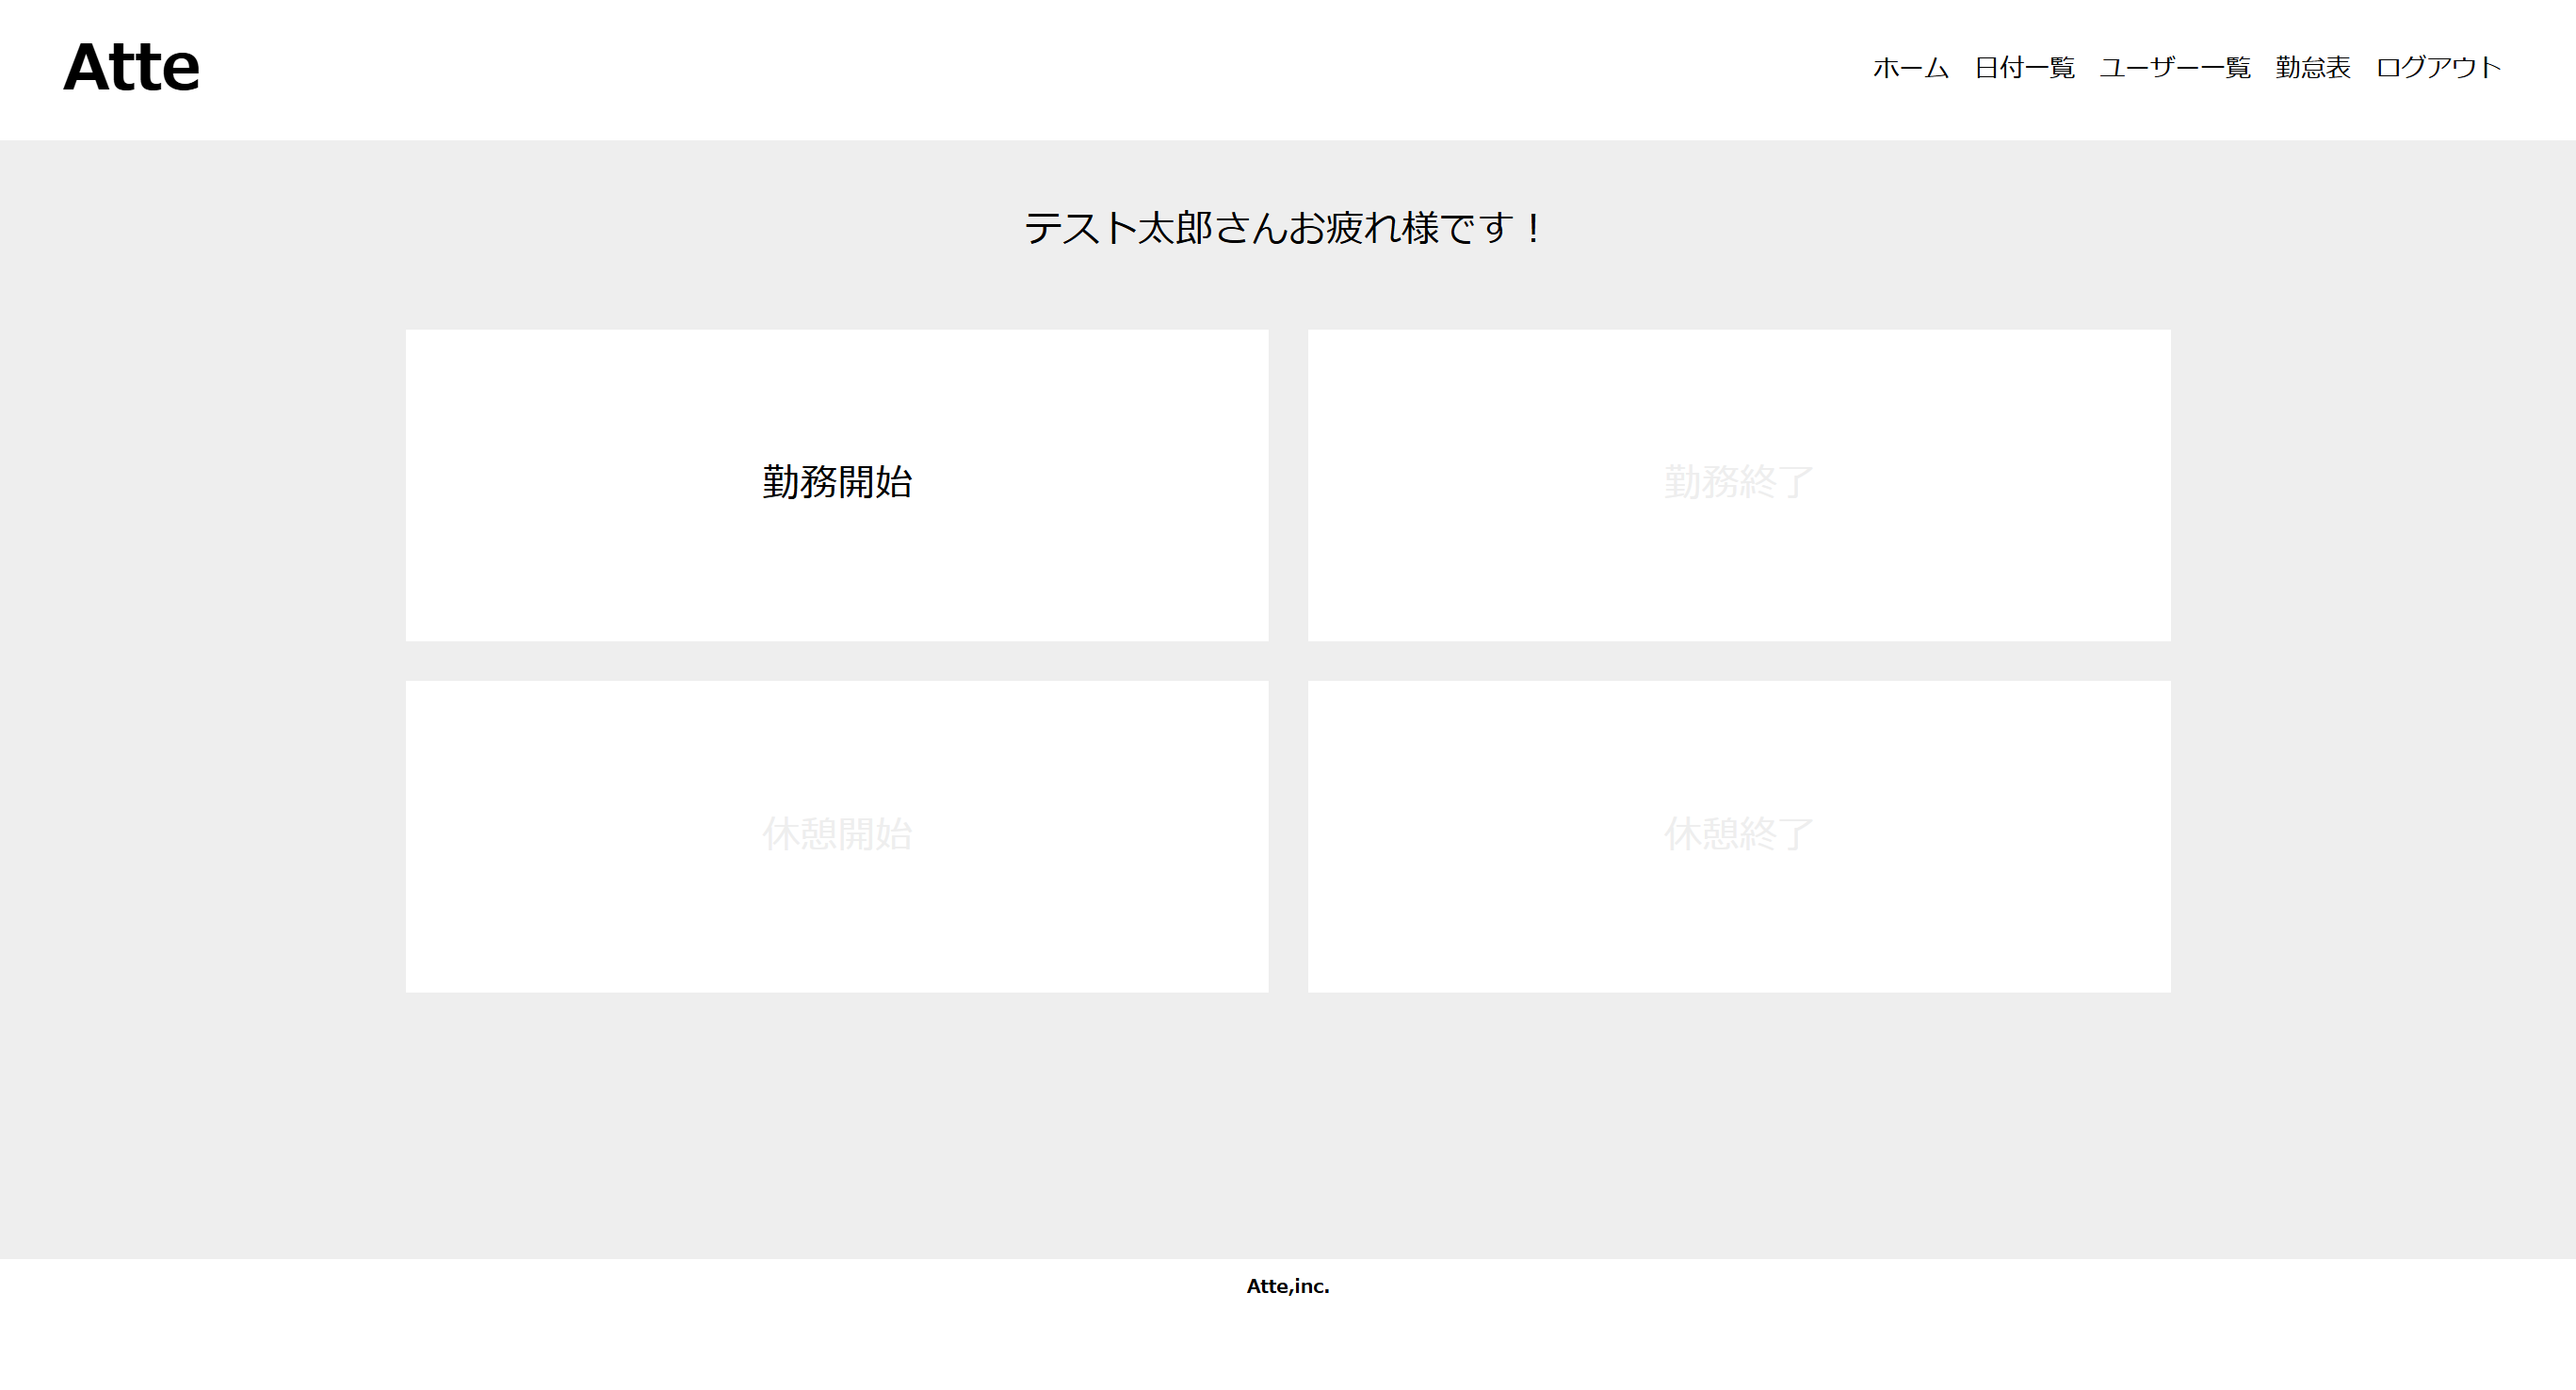 Atte
ホーム 日付一覧 ユーザー一覧 勤怠表 ログアウト
テスト太郎さんお疲れ様です！
勤務開始 勤務終了
休憩開始 休憩終了
Atte,inc.